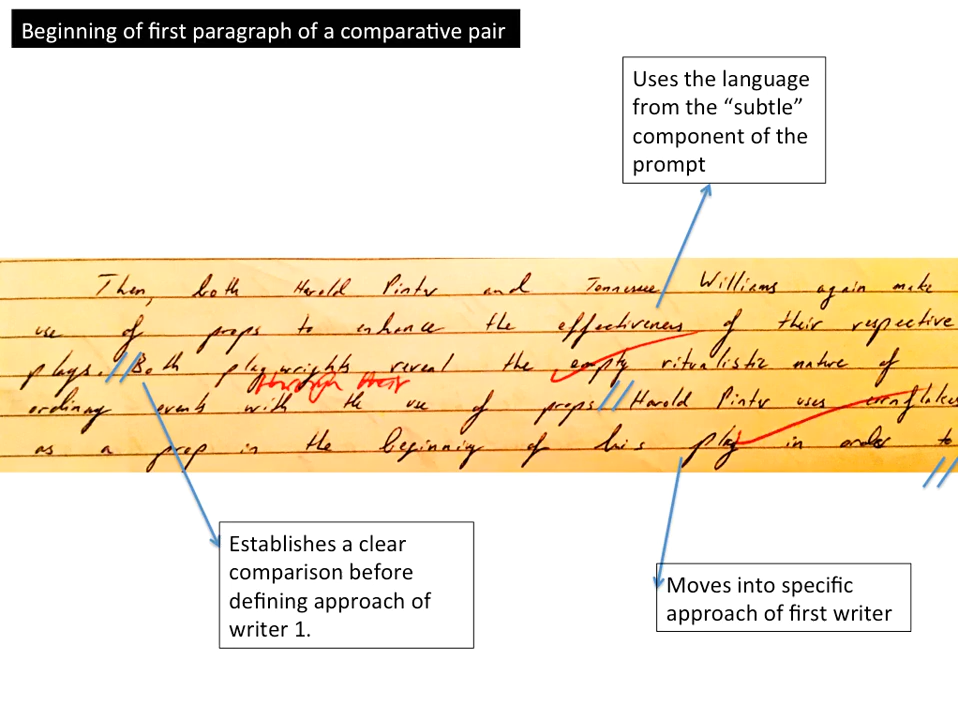 Beginning of first paragraph of a comparative pair
Uses the language
from the “subtle”
component of the
prompt
Then, both Harold Pinter and Tennessee Williams again make
use of props to enhance the effectiveness of their respective
plays. // Both playwrights reveal the empty ritualistic nature of
through their
ordinary events with the use of props // Harold Pinter uses cornflakes
as a prop in the beginning of his play in order to
//
Establishes a clear
comparison before
defining approach of
writer 1.
Moves into specific
approach of first writer